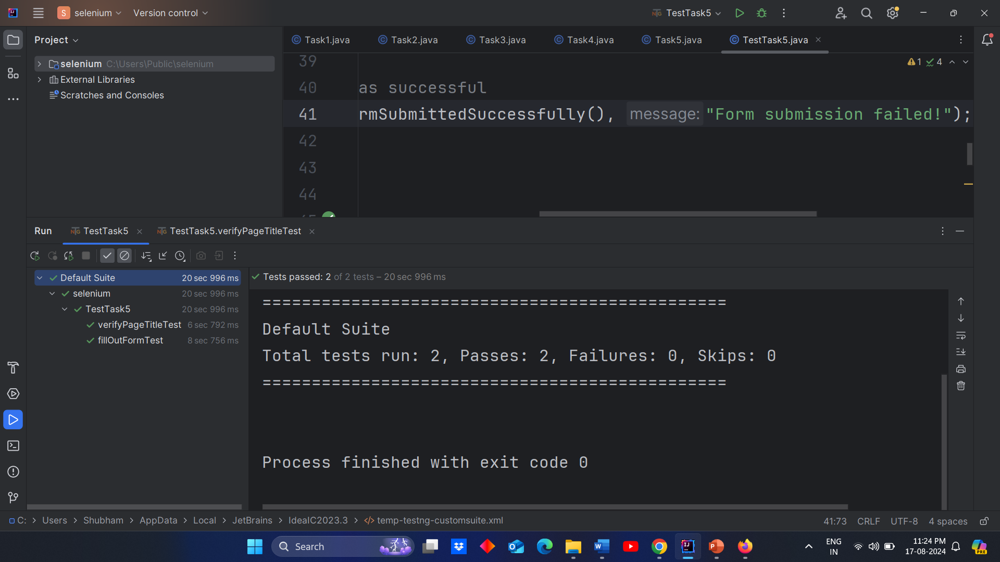 S selenium Version control TestTask5
Project
Task1.java Task2.java Task3.java Task4.java Task5.java TestTask5.java
selenium C:\Users\Public\selenium
External Libraries
Scratches and Consoles
39
1 4
40 as successful
41 rmSubmittedSuccessfully(), message: "Form submission failed!");
42
43
44
Run TestTask5 TestTask5.verifyPageTitleTest
Default Suite 20 sec 996 ms
selenium 20 sec 996 ms
TestTask5 20 sec 996 ms
verifyPageTitleTest 6 sec 792 ms
fillOutFormTest 8 sec 756 ms
Tests passed: 2 of 2 tests – 20 sec 996 ms
===============================================
Default Suite
Total tests run: 2, Passes: 2, Failures: 0, Skips: 0
===============================================
Process finished with exit code 0
C: > Users > Shubham > AppData > Local > JetBrains > IdeaIC2023.3 > </> temp-testng-customsuite.xml
41:73 CRLF UTF-8 4 spaces
Search
ENG
IN
11:24 PM
17-08-2024
PRE